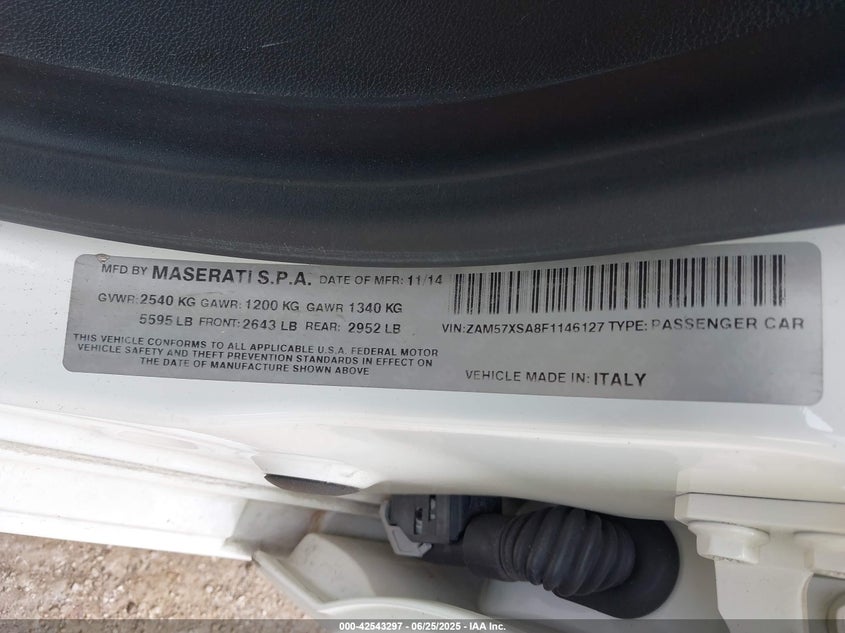 MFD BY MASERATI S.P.A. DATE OF MFR: 11/14
GVWR: 2540 KG GAWR: 1200 KG GAWR 1340 KG
5595 LB FRONT: 2643 LB REAR: 2952 LB
THIS VEHICLE CONFORMS TO ALL APPLICABLE U.S.A. FEDERAL MOTOR
VEHICLE SAFETY AND THEFT PREVENTION STANDARDS IN EFFECT ON
THE DATE OF MANUFACTURE SHOWN ABOVE
VIN:ZAM57XSA8F1146127 TYPE: PASSENGER CAR
VEHICLE MADE IN: ITALY
000-42543297 - 06/25/2025 - IAA Inc.